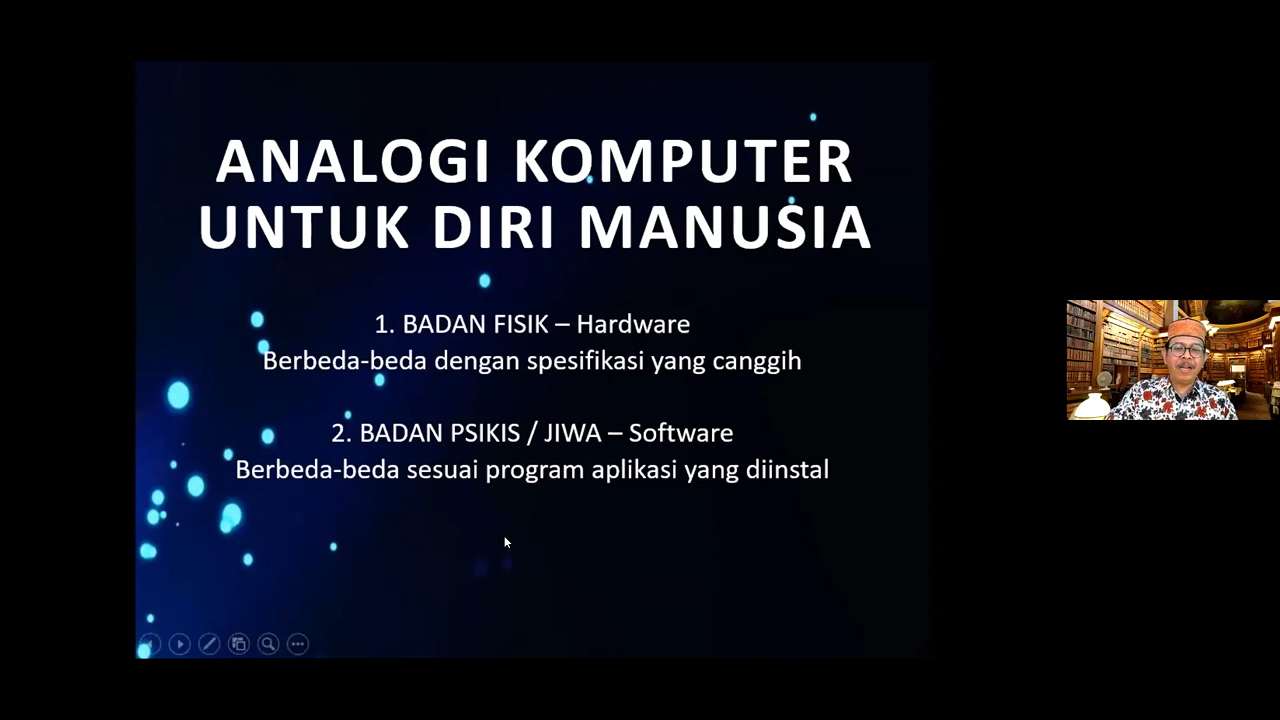 ANALOGI KOMPUTER
UNTUK DIRI MANUSIA
1. BADAN FISIK – Hardware
Berbeda-beda dengan spesifikasi yang canggih
2. BADAN PSIKIS / JIWA – Software
Berbeda-beda sesuai program aplikasi yang diinstal